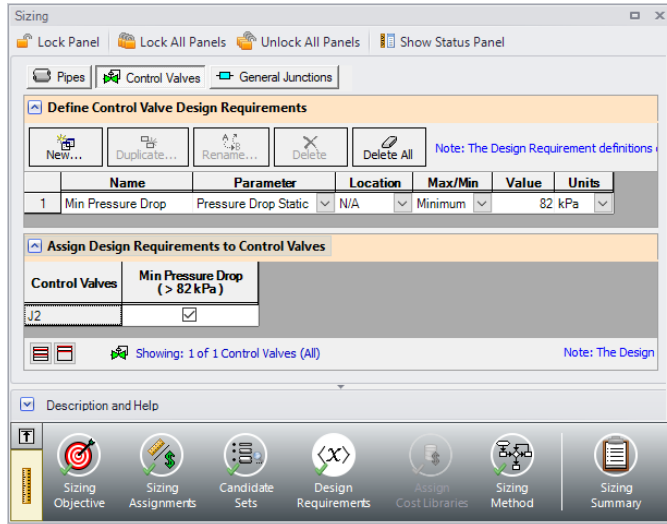 Sizing
Lock Panel Lock All Panels Unlock All Panels Show Status Panel
Pipes Control Valves General Junctions
Define Control Valve Design Requirements
New... Duplicate... Rename... Delete Delete All Note: The Design Requirement definitions
Name Parameter Location Max/Min Value Units
1 Min Pressure Drop Pressure Drop Static N/A Minimum 82 kPa
Assign Design Requirements to Control Valves
Control Valves Min Pressure Drop
(> 82 kPa)
J2
Showing: 1 of 1 Control Valves (All) Note: The Design
Description and Help
Sizing Objective
Sizing Assignments
Candidate Sets
Design Requirements
Assign Cost Libraries
Sizing Method
Sizing Summary